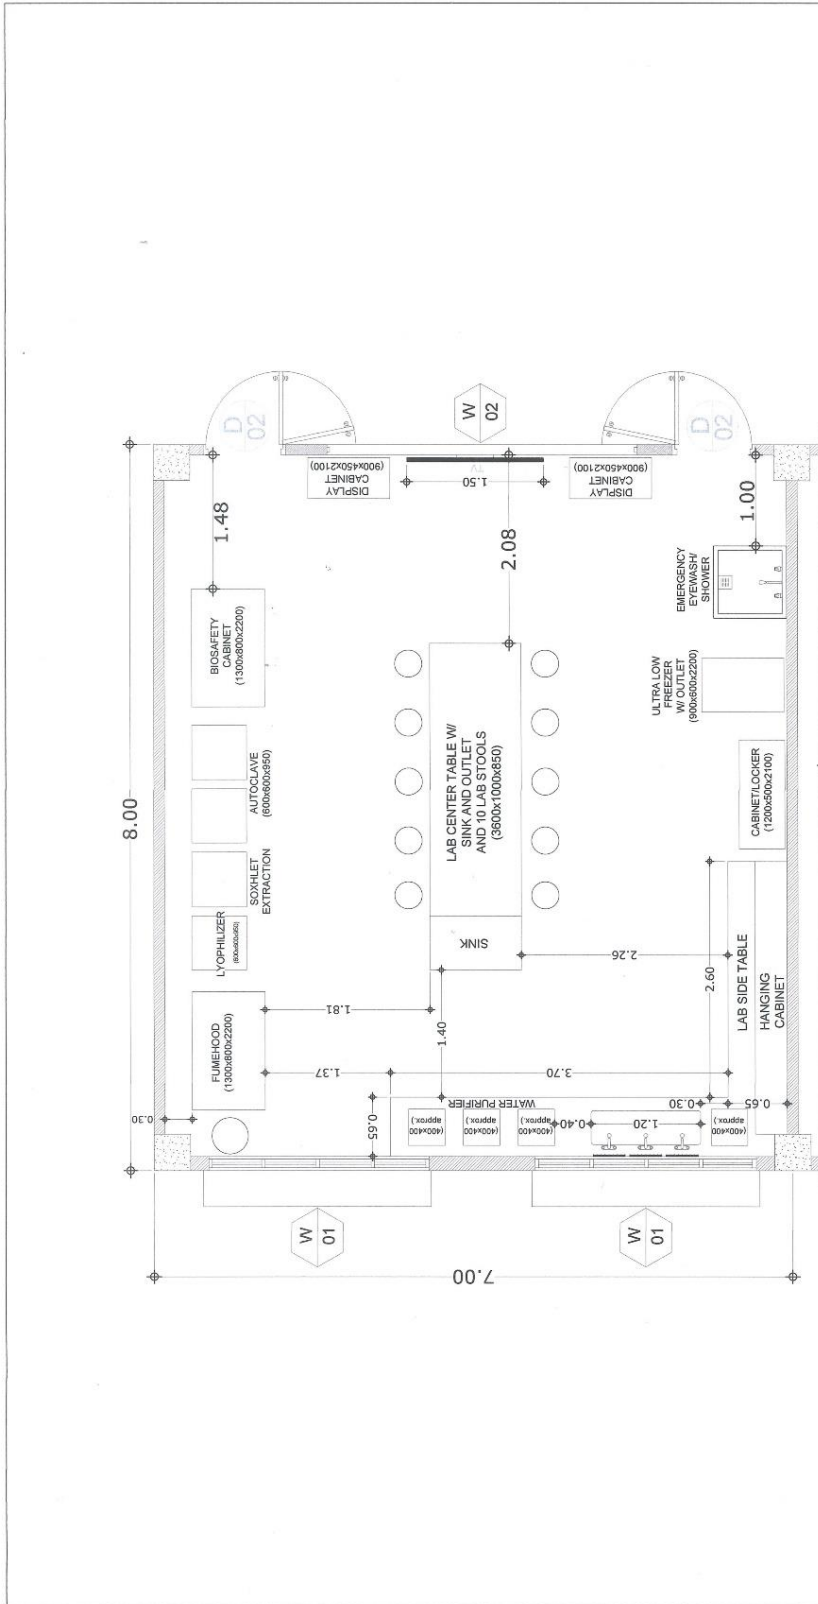 D
02
W
02
D
02
DISPLAY
CABINET
(900x450x2100)
TV
1.50
DISPLAY
CABINET
(900x450x2100)
1.48
2.08
1.00
BIOSAFETY
CABINET
(1300x800x2200)
EMERGENCY
EYEWASH/
SHOWER
8.00
AUTOCLAVE
(600x600x950)
LAB CENTER TABLE W/
SINK AND OUTLET
AND 10 LAB STOOLS
(3600x1000x850)
ULTRA LOW
FREEZER
W/ OUTLET
(900x600x2200)
CABINET/LOCKER
(1200x500x2100)
SOXHLET
EXTRACTION
LYOPHILIZER
(600x600x950)
SINK
2.26
2.60
LAB SIDE TABLE
HANGING
CABINET
FUMEHOOD
(1300x800x2200)
1.81
1.40
1.37
3.70
0.30
0.65
WATER PURIFIER
0.30
0.65
(400x400
approx.)
(400x400
approx.)
(400x400
approx.)
0.40
1.20
(400x400
approx.)
W
01
W
01
7.00